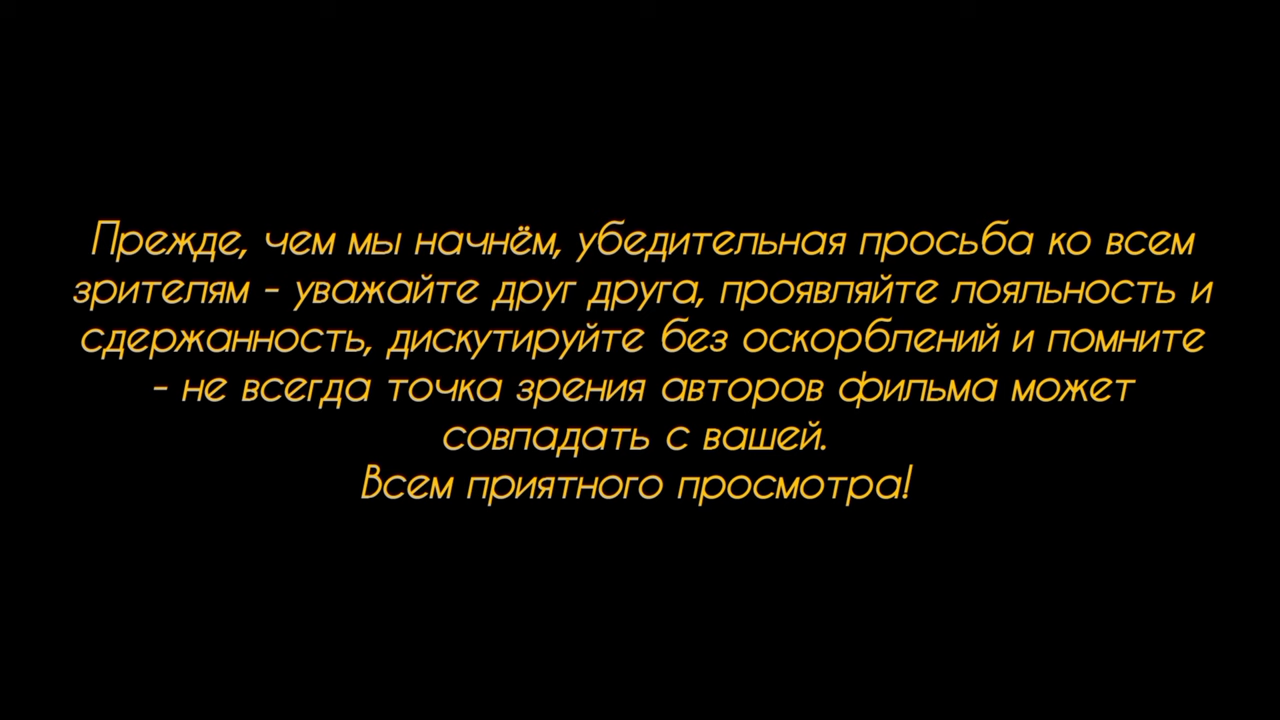 Прежде, чем мы начнём, убедительная просьба ко всем
зрителям - уважайте друг друга, проявляйте лояльность и
сдержанность, дискутируйте без оскорблений и помните
- не всегда точка зрения авторов фильма может
совпадать с вашей.
Всем приятного просмотра!